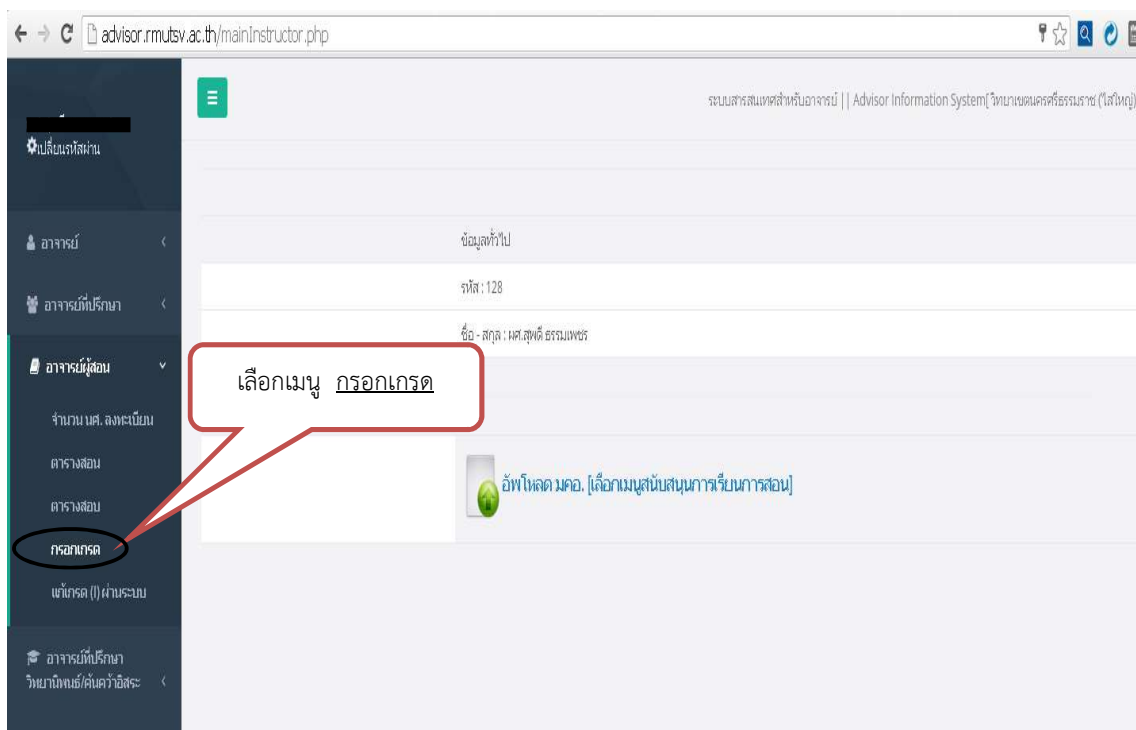 advisor.rmutsv.ac.th/mainInstructor.php
ระบบสารสนเทศสำหรับอาจารย์ || Advisor Information System[ วิทยาเขตนครศรีธรรมราช (ไสใหญ่)
เปลี่ยนรหัสผ่าน
อาจารย์
อาจารย์ที่ปรึกษา
อาจารย์ผู้สอน
จำนวน นศ. ลงทะเบียน
ตารางสอน
ตารางสอบ
กรอกเกรด
แก้เกรด (I) ผ่านระบบ
อาจารย์ที่ปรึกษา
วิทยานิพนธ์/ค้นคว้าอิสระ
ข้อมูลทั่วไป
รหัส : 128
ชื่อ - สกุล : ผศ.สุพดี ธรรมเพชร
เลือกเมนู กรอกเกรด
อัพโหลด มคอ. [เลือกเมนูสนับสนุนการเรียนการสอน]